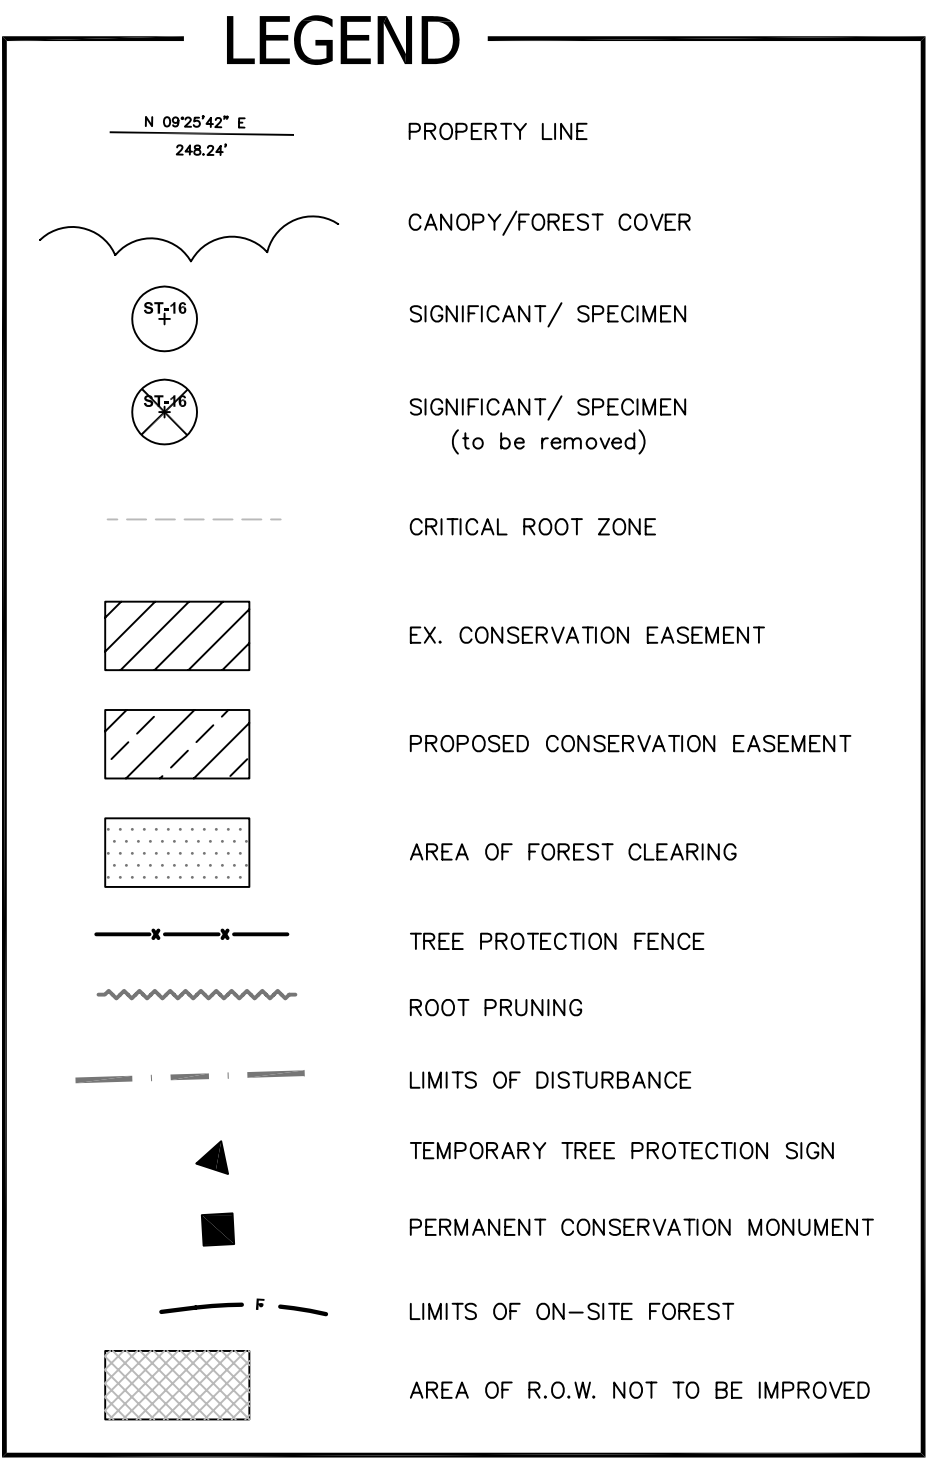 LEGEND
N 09°25'42" E
248.24'
PROPERTY LINE
CANOPY/FOREST COVER
ST-16
SIGNIFICANT/ SPECIMEN
ST-16
SIGNIFICANT/ SPECIMEN
(to be removed)
CRITICAL ROOT ZONE
EX. CONSERVATION EASEMENT
PROPOSED CONSERVATION EASEMENT
AREA OF FOREST CLEARING
TREE PROTECTION FENCE
ROOT PRUNING
LIMITS OF DISTURBANCE
TEMPORARY TREE PROTECTION SIGN
PERMANENT CONSERVATION MONUMENT
F
LIMITS OF ON-SITE FOREST
AREA OF R.O.W. NOT TO BE IMPROVED